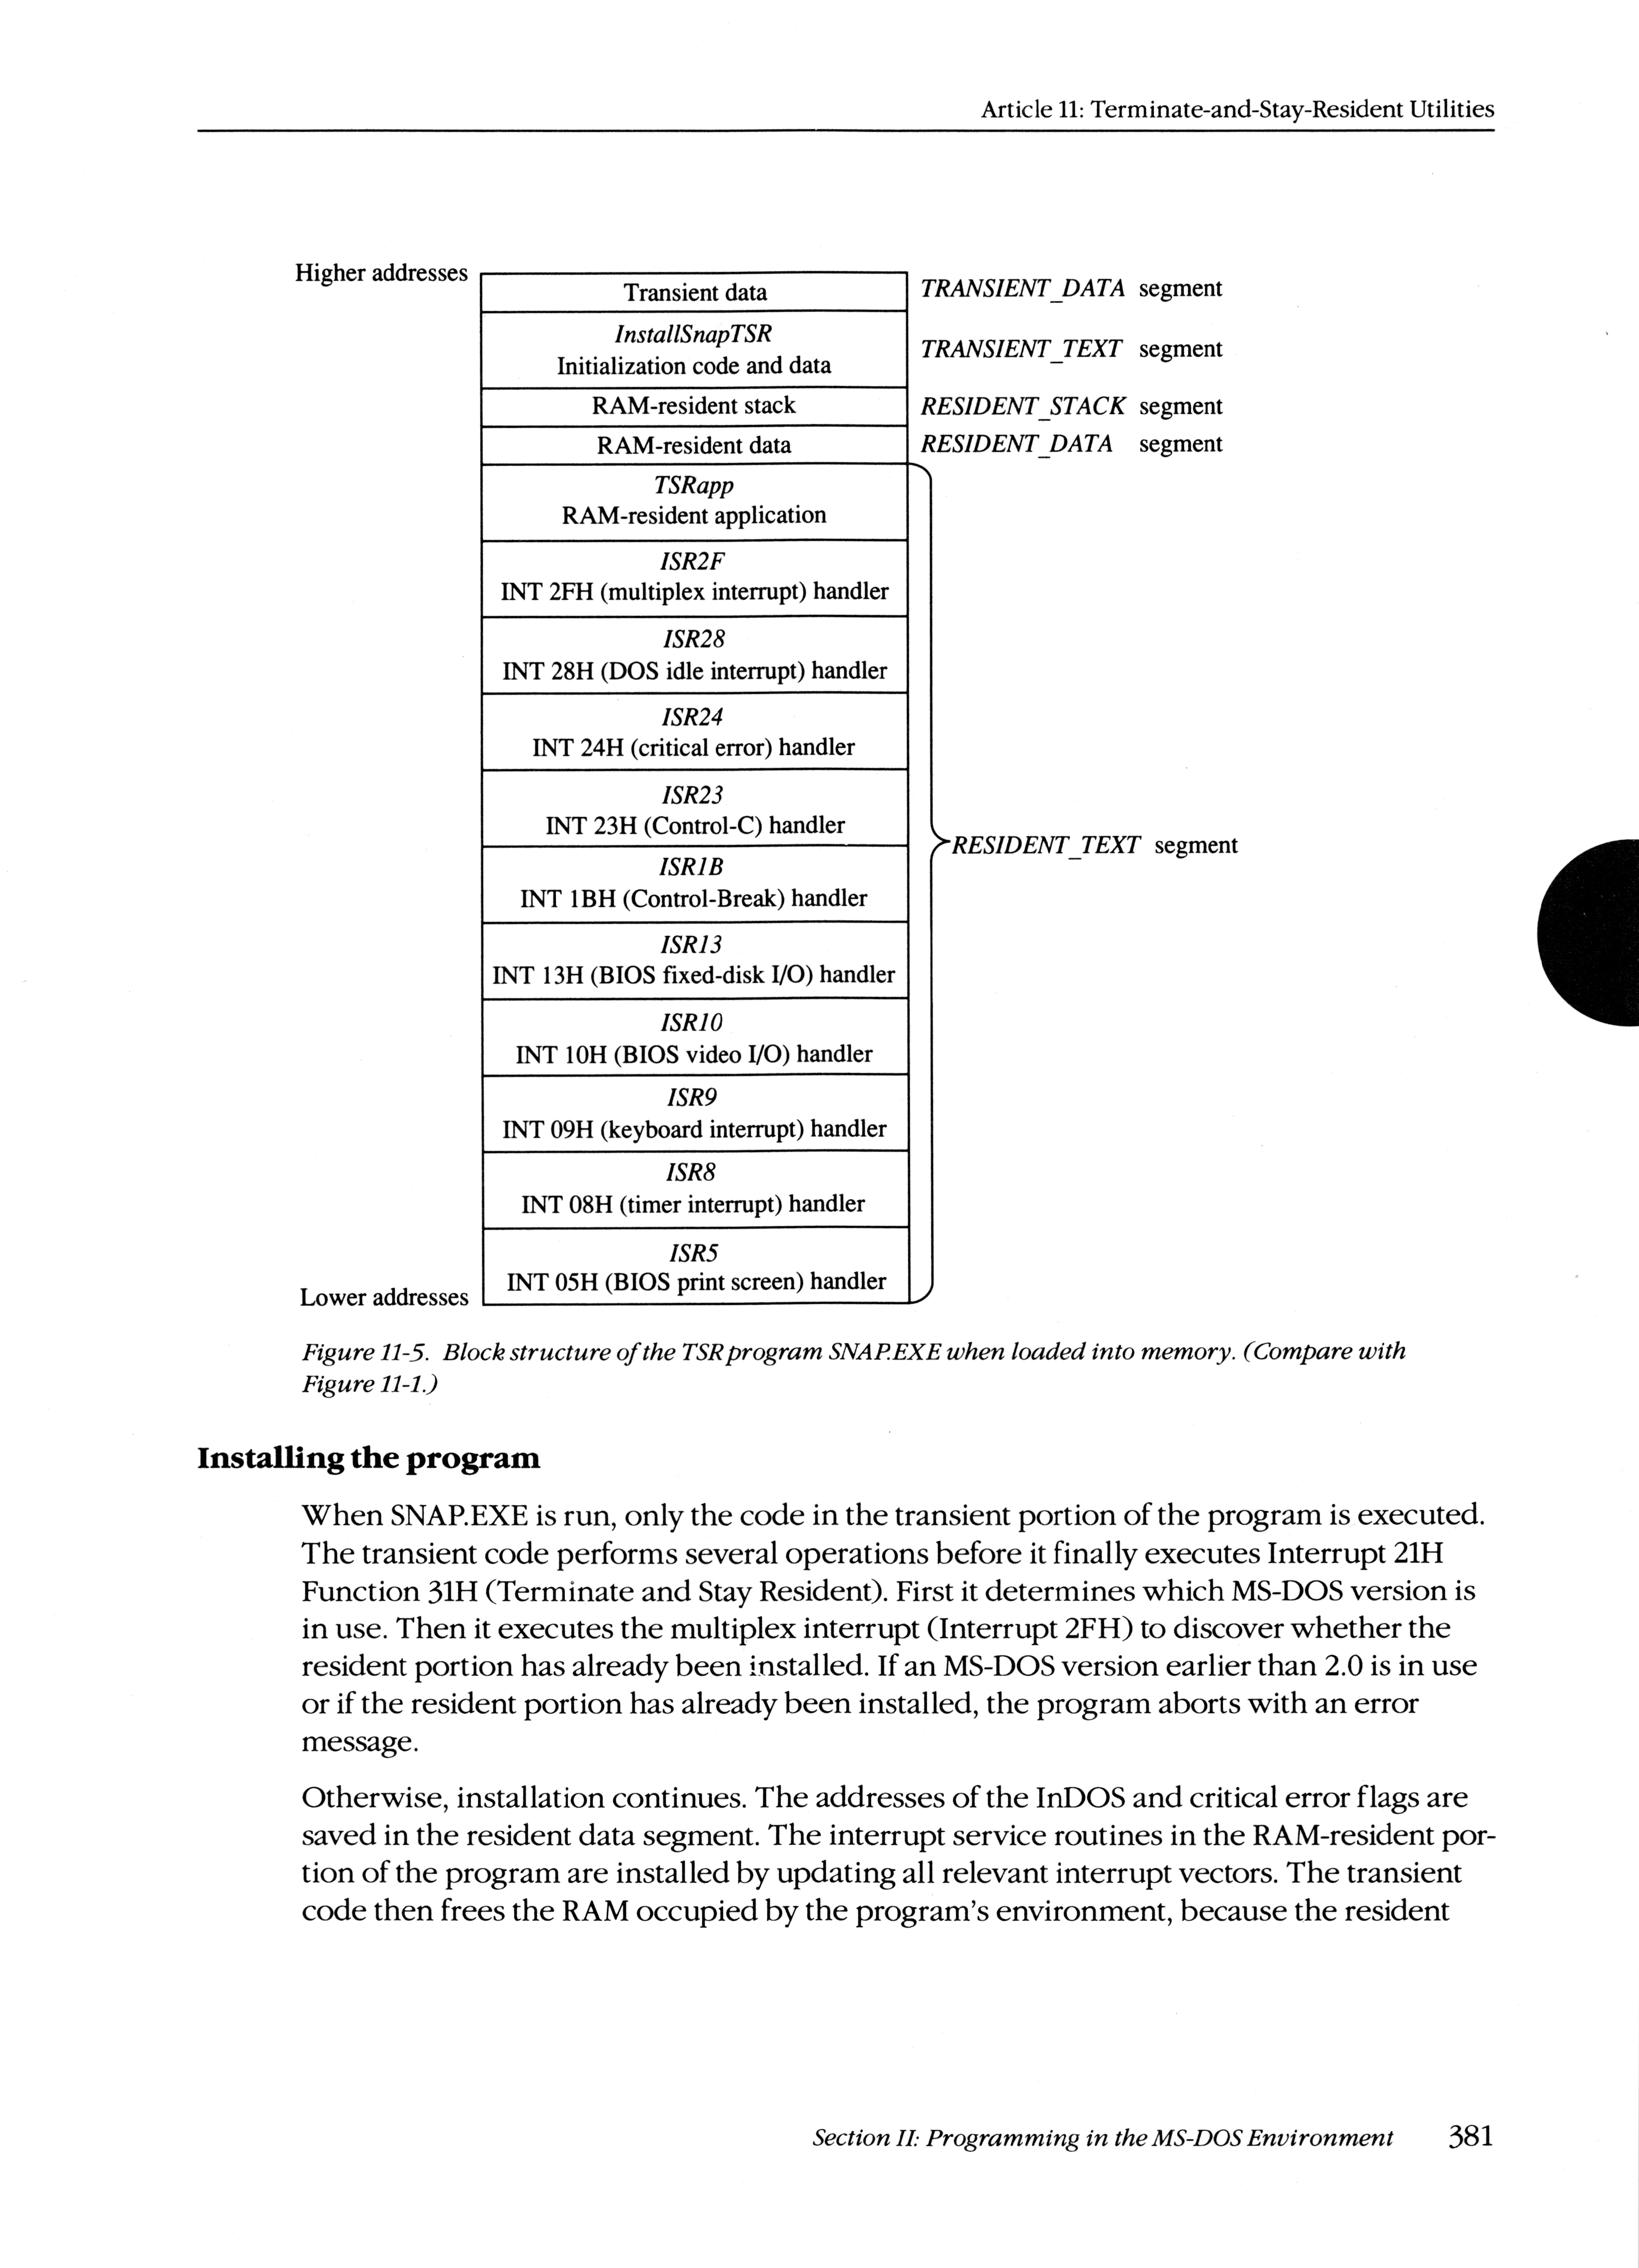 Article 11: Terminate-and-Stay-Resident Utilities
Higher addresses
Transient data
TRANSIENT_DATA segment
InstallSnapTSR
Initialization code and data
TRANSIENT_TEXT segment
RAM-resident stack
RESIDENT_STACK segment
RAM-resident data
RESIDENT_DATA segment
TSRapp
RAM-resident application
ISR2F
INT 2FH (multiplex interrupt) handler
ISR28
INT 28H (DOS idle interrupt) handler
ISR24
INT 24H (critical error) handler
ISR23
INT 23H (Control-C) handler
RESIDENT_TEXT segment
ISR1B
INT 1BH (Control-Break) handler
ISR13
INT 13H (BIOS fixed-disk I/O) handler
ISR10
INT 10H (BIOS video I/O) handler
ISR9
INT 09H (keyboard interrupt) handler
ISR8
INT 08H (timer interrupt) handler
ISR5
INT 05H (BIOS print screen) handler
Lower addresses
Figure 11-5. Block structure of the TSR program SNAP.EXE when loaded into memory. (Compare with
Figure 11-1.)
Installing the program
When SNAP.EXE is run, only the code in the transient portion of the program is executed.
The transient code performs several operations before it finally executes Interrupt 21H
Function 31H (Terminate and Stay Resident). First it determines which MS-DOS version is
in use. Then it executes the multiplex interrupt (Interrupt 2FH) to discover whether the
resident portion has already been installed. If an MS-DOS version earlier than 2.0 is in use
or if the resident portion has already been installed, the program aborts with an error
message.
Otherwise, installation continues. The addresses of the InDOS and critical error flags are
saved in the resident data segment. The interrupt service routines in the RAM-resident por-
tion of the program are installed by updating all relevant interrupt vectors. The transient
code then frees the RAM occupied by the program's environment, because the resident
Section II: Programming in the MS-DOS Environment 381